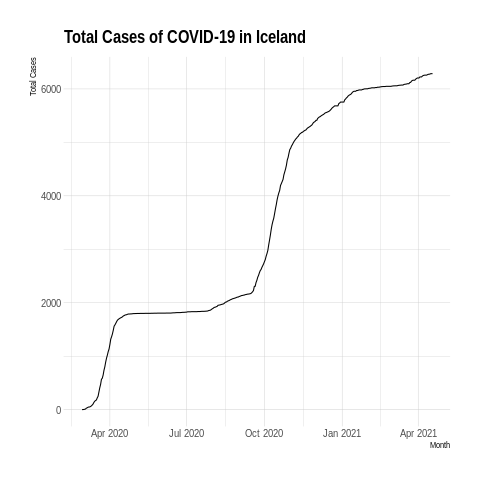 Total Cases of COVID-19 in Iceland
Total Cases
6000
4000
2000
0
Apr 2020
Jul 2020
Oct 2020
Jan 2021
Apr 2021
Month